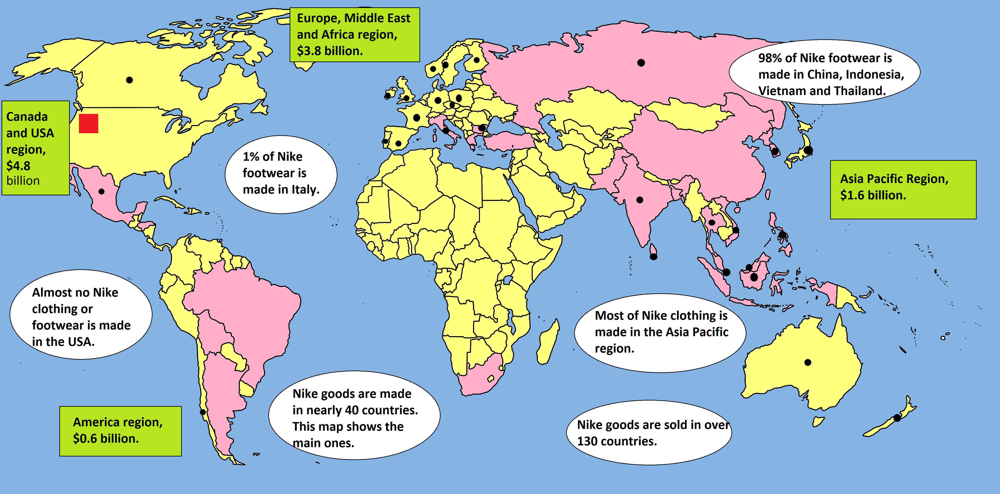 Europe, Middle East
and Africa region,
$3.8 billion.
98% of Nike footwear is
made in China, Indonesia,
Vietnam and Thailand.
Canada
and USA
region,
$4.8
billion
1% of Nike
footwear is
made in Italy.
Asia Pacific Region,
$1.6 billion.
Almost no Nike
clothing or
footwear is made
in the USA.
Most of Nike clothing is
made in the Asia Pacific
region.
Nike goods are made
in nearly 40 countries.
This map shows the
main ones.
America region,
$0.6 billion.
Nike goods are sold in over
130 countries.